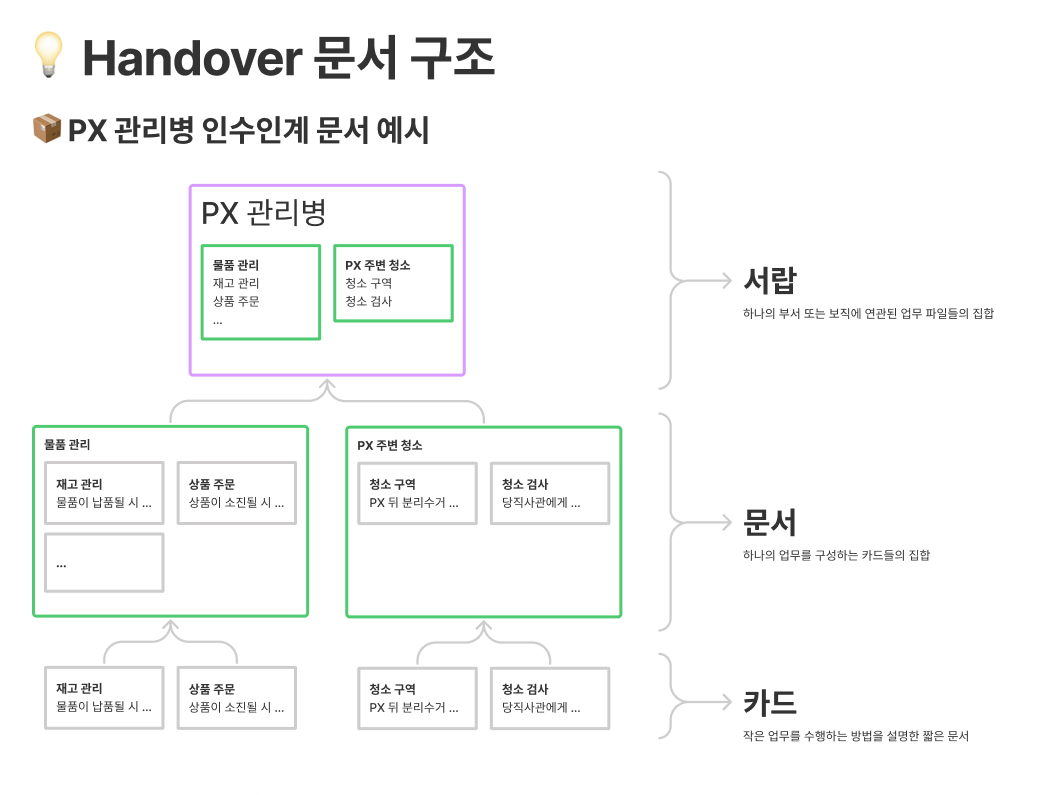 Handover 문서 구조
PX 관리병 인수인계 문서 예시
PX 관리병
물품 관리
재고 관리
상품 주문
...
PX 주변 청소
청소 구역
청소 검사
서랍
하나의 부서 또는 보직에 연관된 업무 파일들의 집합
물품 관리
재고 관리
물품이 납품될 시 ...
상품 주문
상품이 소진될 시 ...
...
PX 주변 청소
청소 구역
PX 뒤 분리수거 ...
청소 검사
당직사관에게 ...
문서
하나의 업무를 구성하는 카드들의 집합
재고 관리
물품이 납품될 시 ...
상품 주문
상품이 소진될 시 ...
청소 구역
PX 뒤 분리수거 ...
청소 검사
당직사관에게 ...
카드
작은 업무를 수행하는 방법을 설명한 짧은 문서